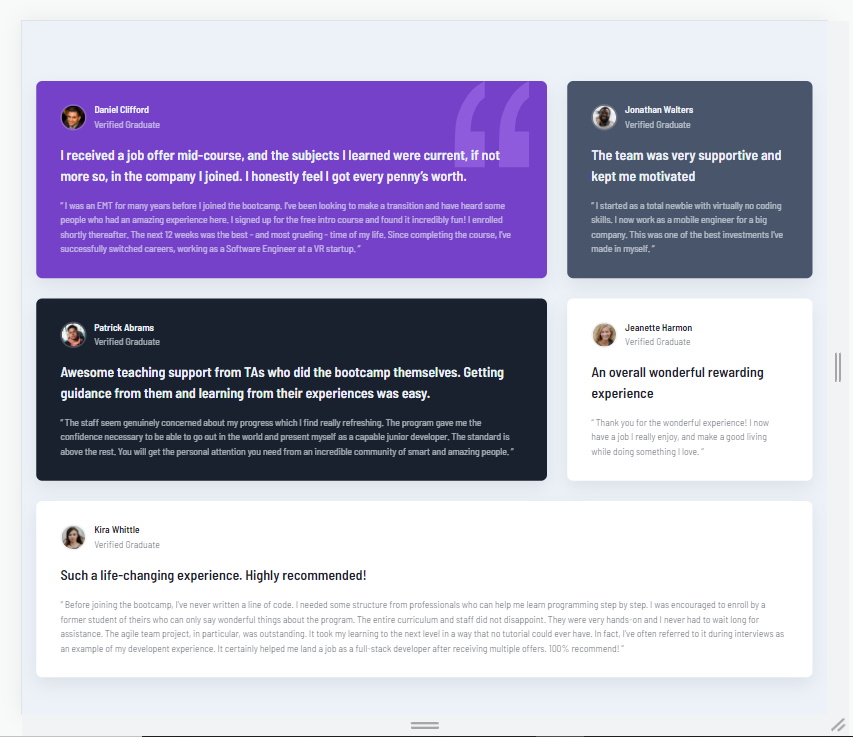 Daniel Clifford
Verified Graduate
I received a job offer mid-course, and the subjects I learned were current, if not
more so, in the company I joined. I honestly feel I got every penny’s worth.
“ I was an EMT for many years before I joined the bootcamp. I’ve been looking to make a transition and have heard some
people who had an amazing experience here. I signed up for the free intro course and found it incredibly fun! I enrolled
shortly thereafter. The next 12 weeks was the best - and most grueling - time of my life. Since completing the course, I’ve
successfully switched careers, working as a Software Engineer at a VR startup. ”
Jonathan Walters
Verified Graduate
The team was very supportive and
kept me motivated
“ I started as a total newbie with virtually no coding
skills. I now work as a mobile engineer for a big
company. This was one of the best investments I’ve
made in myself. ”
Patrick Abrams
Verified Graduate
Awesome teaching support from TAs who did the bootcamp themselves. Getting
guidance from them and learning from their experiences was easy.
“ The staff seem genuinely concerned about my progress which I find really refreshing. The program gave me the
confidence necessary to be able to go out in the world and present myself as a capable junior developer. The standard is
above the rest. You will get the personal attention you need from an incredible community of smart and amazing people. ”
Jeanette Harmon
Verified Graduate
An overall wonderful rewarding
experience
“ Thank you for the wonderful experience! I now
have a job I really enjoy, and make a good living
while doing something I love. ”
Kira Whittle
Verified Graduate
Such a life-changing experience. Highly recommended!
“ Before joining the bootcamp, I’ve never written a line of code. I needed some structure from professionals who can help me learn programming step by step. I was encouraged to enroll by a
former student of theirs who can only say wonderful things about the program. The entire curriculum and staff did not disappoint. They were very hands-on and I never had to wait long for
assistance. The agile team project, in particular, was outstanding. It took my learning to the next level in a way that no tutorial could ever have. In fact, I’ve often referred to it during interviews as
an example of my developent experience. It certainly helped me land a job as a full-stack developer after receiving multiple offers. 100% recommend! ”